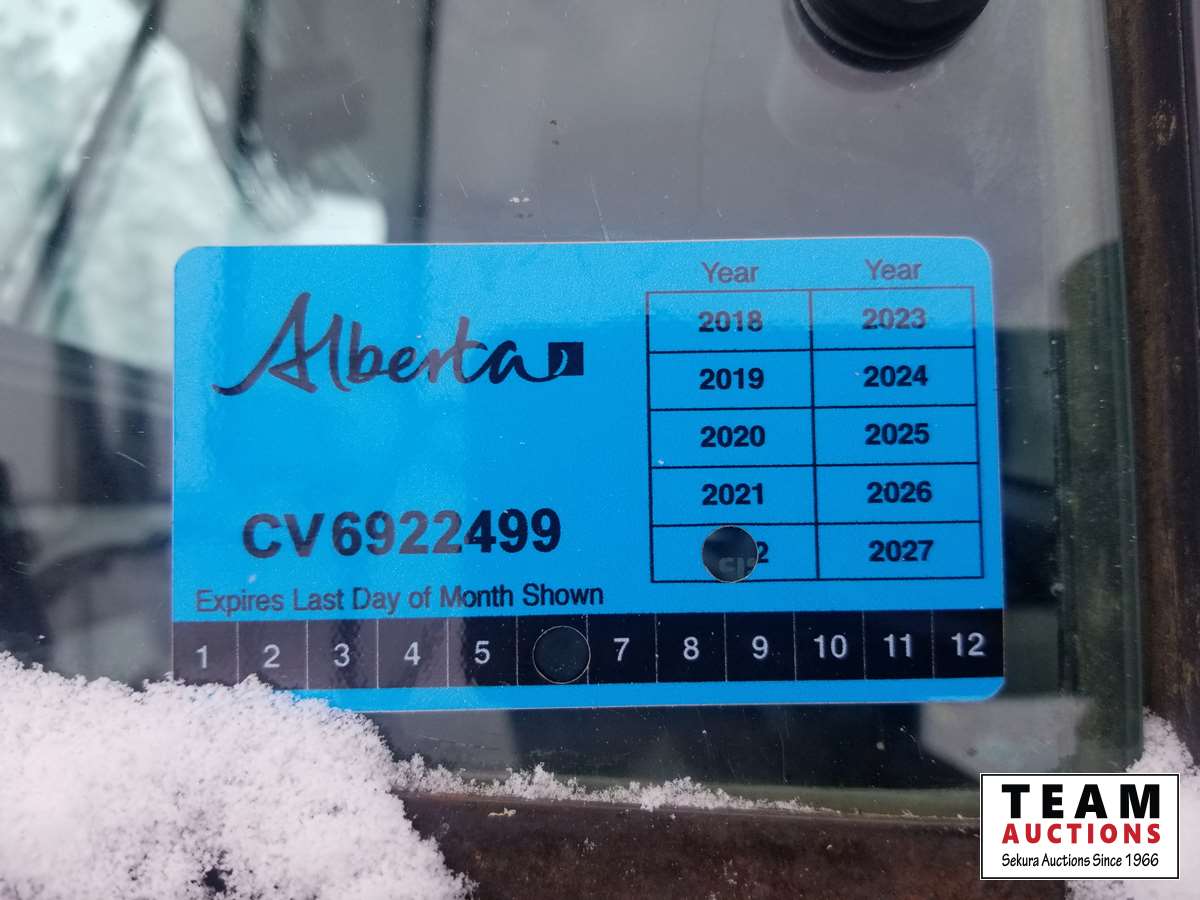 Alberta
CV6922499
Expires Last Day of Month Shown
Year Year
2018 2023
2019 2024
2020 2025
2021 2026
2 2027
1 2 3 4 5 7 8 9 10 11 12
TEAM
AUCTIONS
Sekura Auctions Since 1966